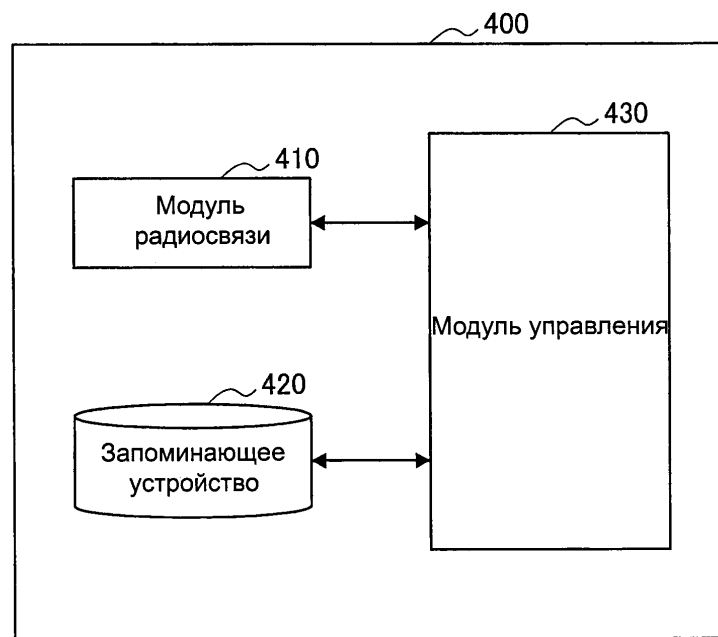 400
430
410
Модуль
радиосвязи
Модуль управления
420
Запоминающее
устройство